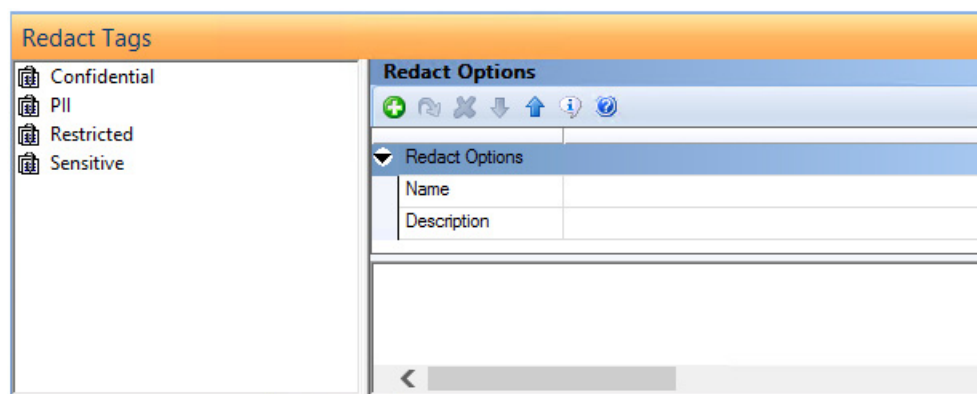 Redact Tags
Confidential
PII
Restricted
Sensitive
Redact Options
Redact Options
Name
Description